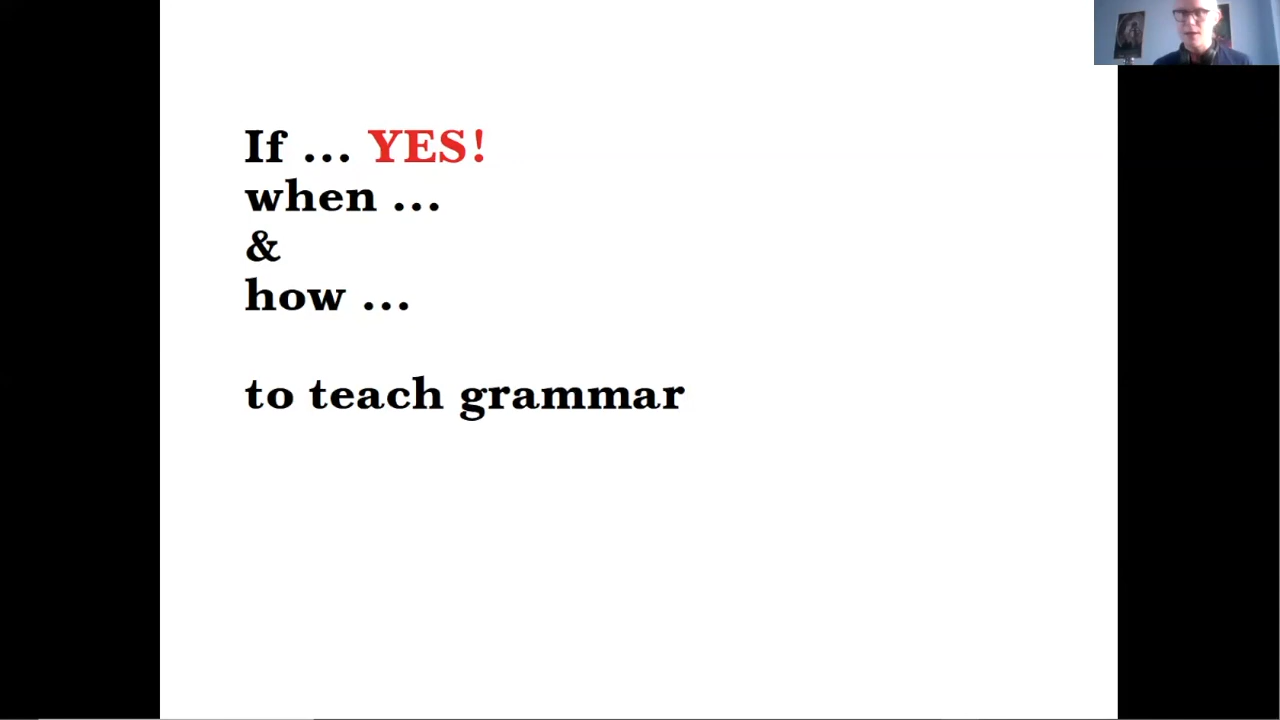 If ... YES!
when ...
&
how ...
to teach grammar